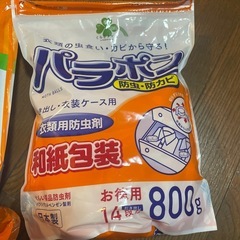 衣類の虫食い・カビから守る!
パラポン
防虫・防カビ
引出し・衣装ケース用
衣類用防虫剤
和紙包装
お徳用
800g
日本製